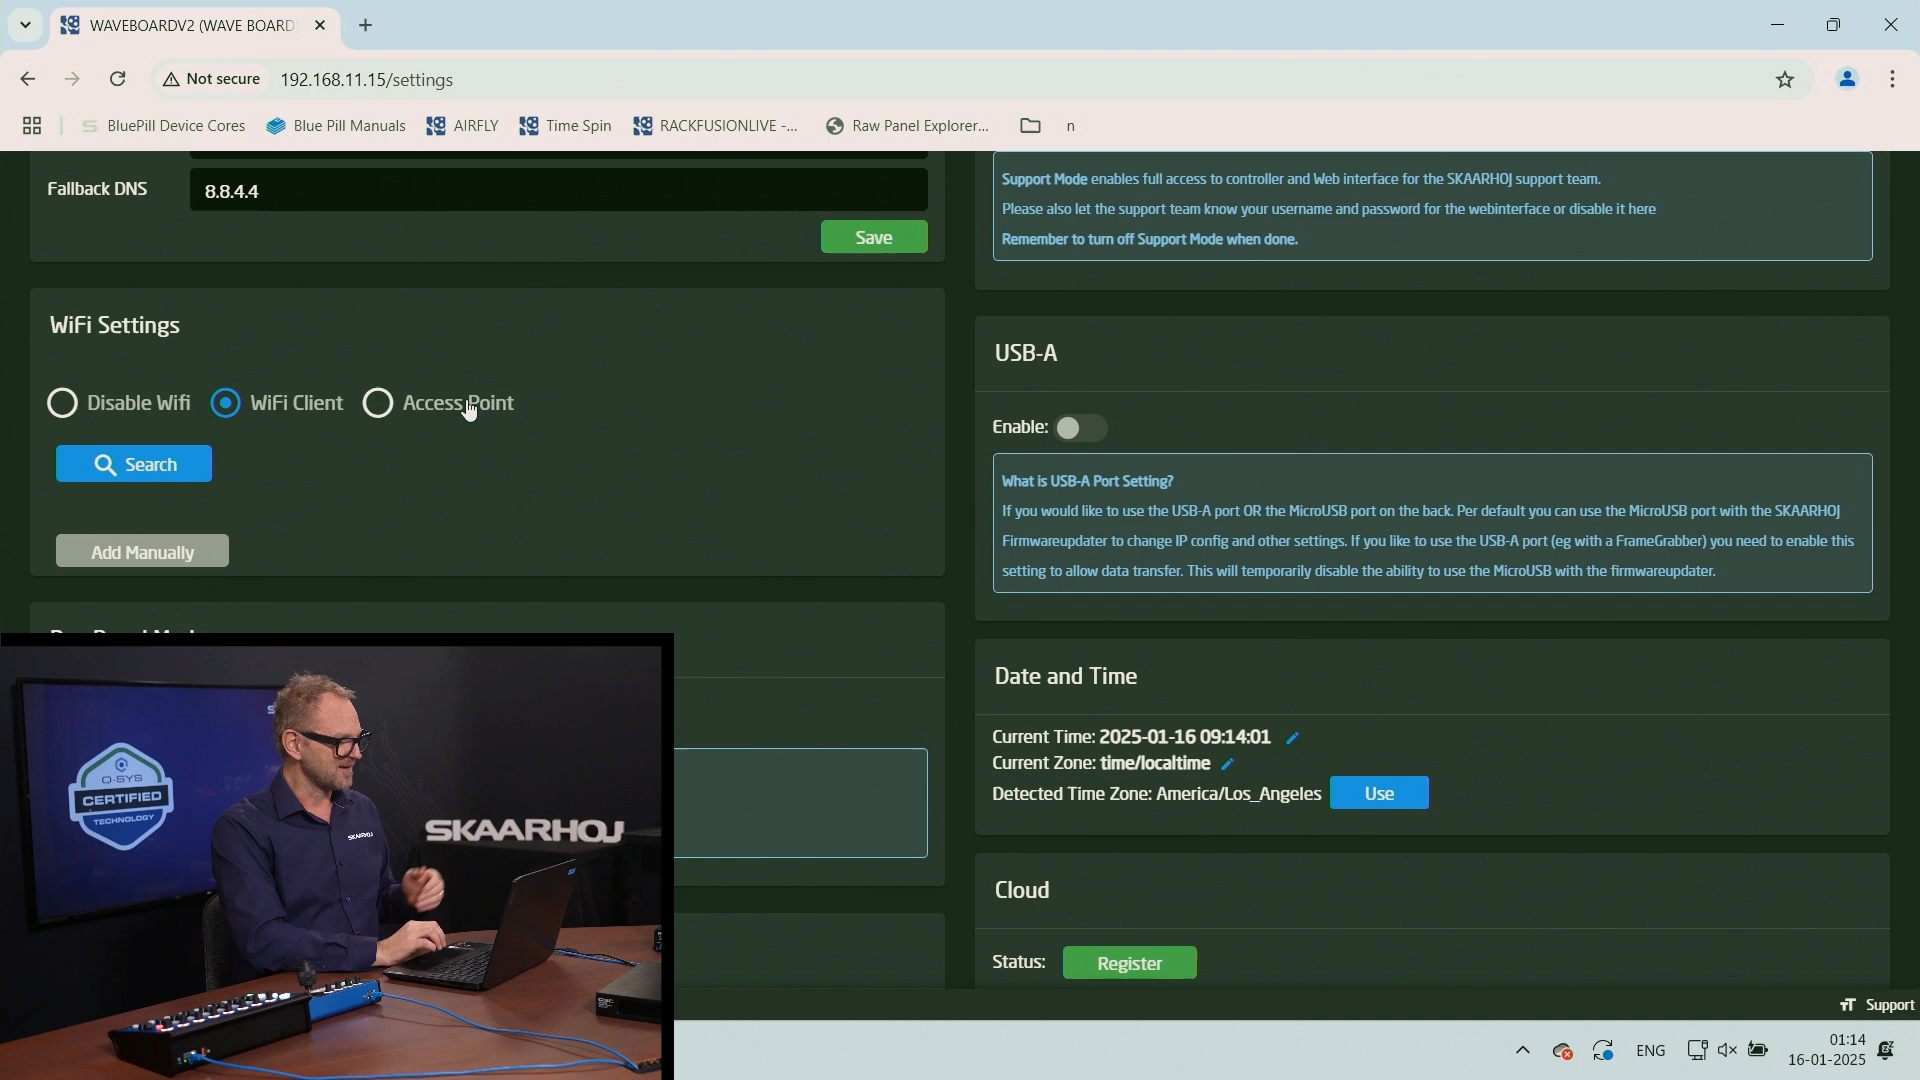 WAVEBOARDV2 (WAVE BOARD
Not secure
192.168.11.15/settings
BluePill Device Cores
Blue Pill Manuals
AIRFLY
Time Spin
RACKFUSIONLIVE -...
Raw Panel Explorer...
n
Fallback DNS
8.8.4.4
Save
WiFi Settings
Disable Wifi
WiFi Client
Access Point
Search
Add Manually
Support Mode enables full access to controller and Web interface for the SKAARHOJ support team.
Please also let the support team know your username and password for the webinterface or disable it here
Remember to turn off Support Mode when done.
USB-A
Enable:
What is USB-A Port Setting?
If you would like to use the USB-A port OR the MicroUSB port on the back. Per default you can use the MicroUSB port with the SKAARHOJ
Firmwareupdater to change IP config and other settings. If you like to use the USB-A port (eg with a FrameGrabber) you need to enable this
setting to allow data transfer. This will temporarily disable the ability to use the MicroUSB with the firmwareupdater.
Date and Time
Current Time: 2025-01-16 09:14:01
Current Zone: time/localtime
Detected Time Zone: America/Los_Angeles
Use
Cloud
Status:
Register
Support
Q-SYS
CERTIFIED
TECHNOLOGY
SKAARHOJ
SKAARHOJ
ENG
01:14
16-01-2025